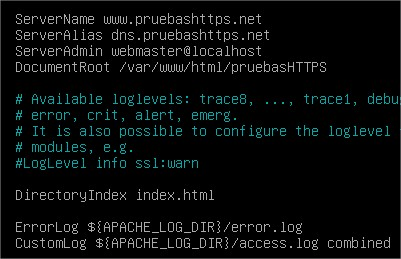 ServerName www.pruebashttps.net
ServerAlias dns.pruebashttps.net
ServerAdmin webmaster@localhost
DocumentRoot /var/www/html/pruebasHTTPS
# Available loglevels: trace8, ..., trace1, debu
# error, crit, alert, emerg.
# It is also possible to configure the loglevel
# modules, e.g.
#LogLevel info ssl:warn
DirectoryIndex index.html
ErrorLog ${APACHE_LOG_DIR}/error.log
CustomLog ${APACHE_LOG_DIR}/access.log combined